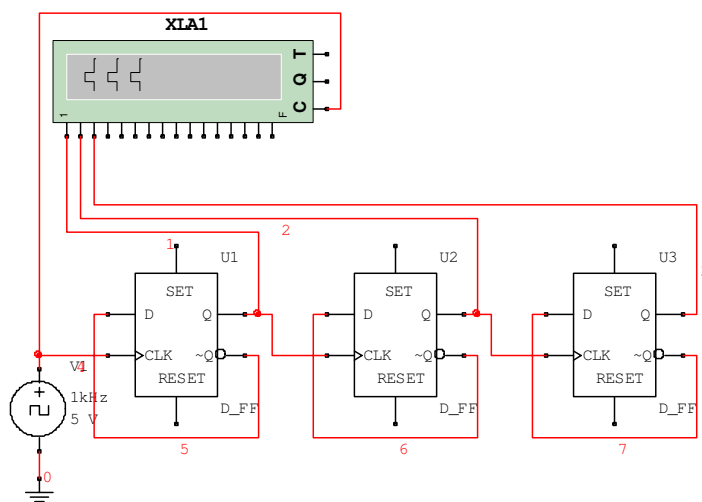 XLA1
T
Q
C
1
F
2
1
U1
U2
U3
SET
SET
SET
D
Q
D
Q
D
Q
CLK
~Q
CLK
~Q
CLK
~Q
V1
4
RESET
RESET
RESET
1kHz
5 V
D_FF
D_FF
D_FF
5
6
7
0